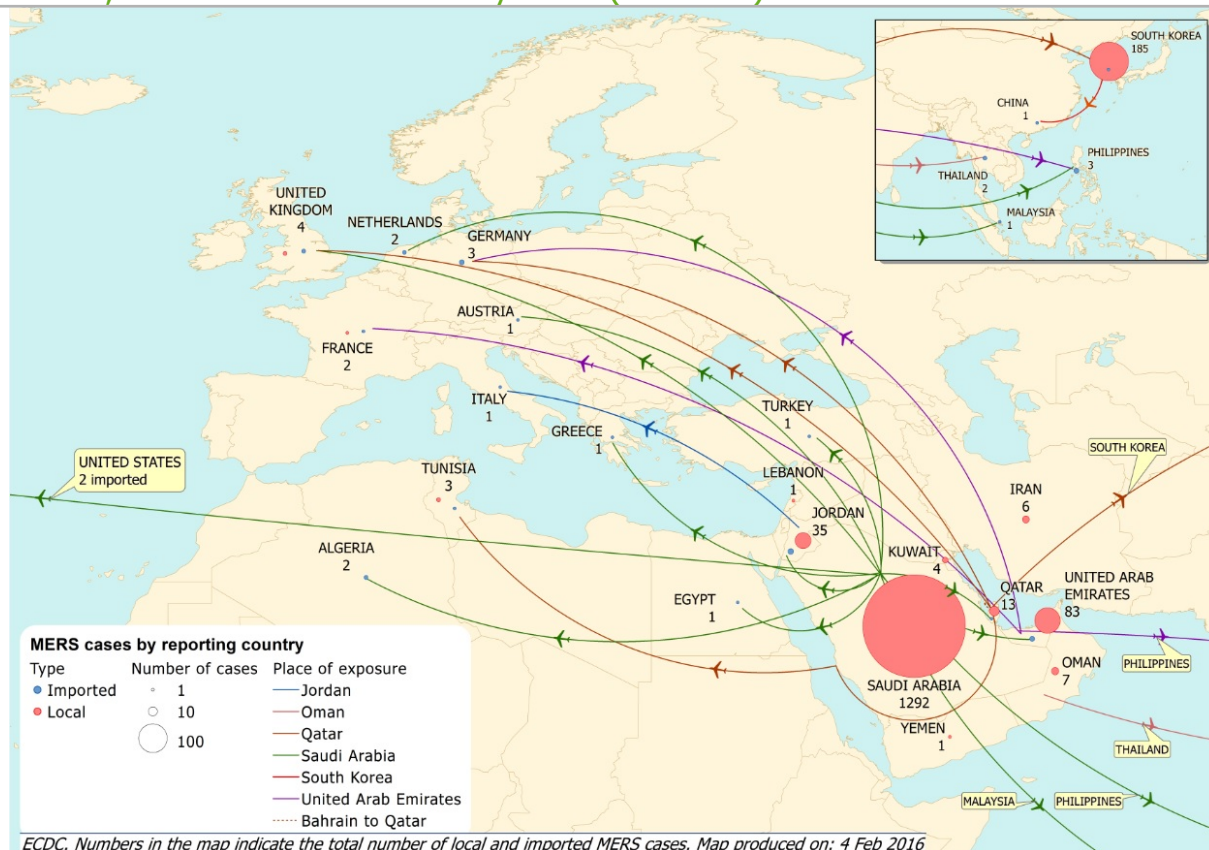 SOUTH KOREA
185
CHINA
1
PHILIPPINES
3
THAILAND
2
MALAYSIA
1
UNITED
KINGDOM
4
NETHERLANDS
2
GERMANY
3
AUSTRIA
1
FRANCE
2
ITALY
1
GREECE
1
TURKEY
1
UNITED STATES
2 imported
TUNISIA
3
LEBANON
1
SOUTH KOREA
IRAN
6
JORDAN
35
ALGERIA
2
KUWAIT
4
EGYPT
1
QATAR
13
UNITED ARAB
EMIRATES
83
PHILIPPINES
OMAN
7
SAUDI ARABIA
1292
YEMEN
1
THAILAND
MALAYSIA
PHILIPPINES
MERS cases by reporting country
Type
Imported
Local
Number of cases
1
10
100
Place of exposure
Jordan
Oman
Qatar
Saudi Arabia
South Korea
United Arab Emirates
Bahrain to Qatar
ECDC. Numbers in the map indicate the total number of local and imported MERS cases. Map produced on: 4 Feb 2016